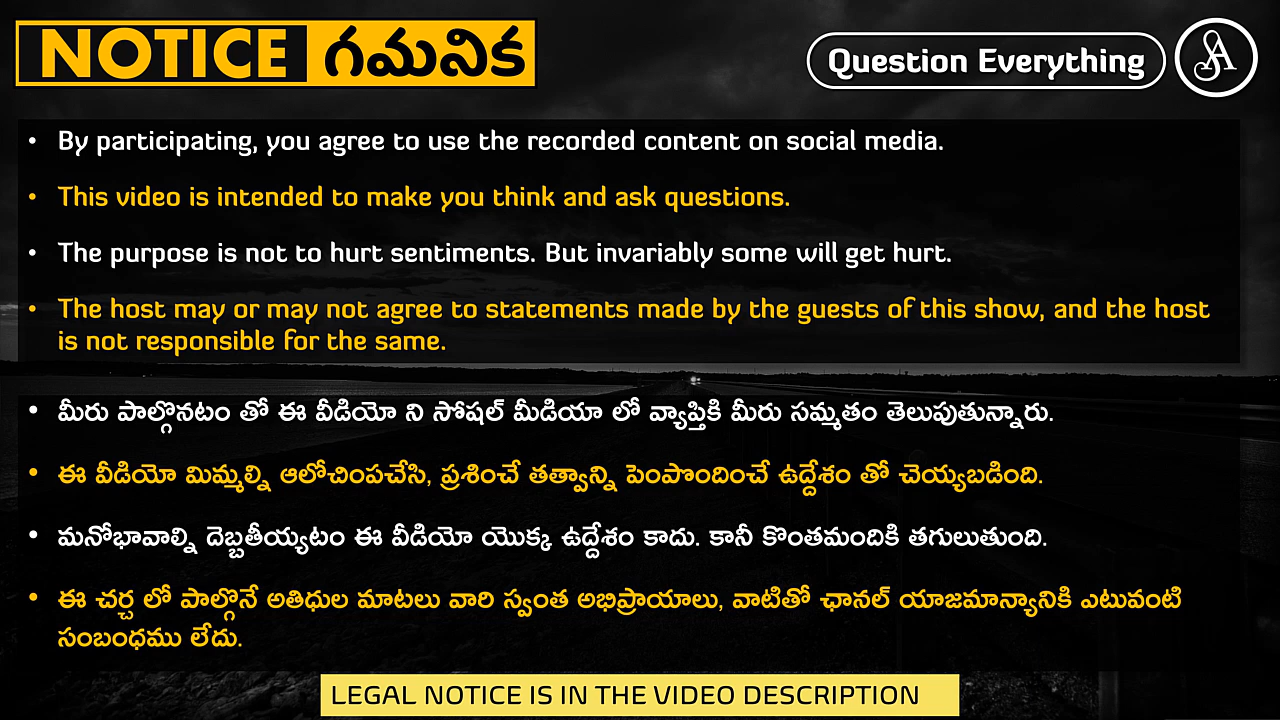 NOTICE గమనిక
Question Everything
• By participating, you agree to use the recorded content on social media.
• This video is intended to make you think and ask questions.
• The purpose is not to hurt sentiments. But invariably some will get hurt.
• The host may or may not agree to statements made by the guests of this show, and the host
is not responsible for the same.
• మీరు పాల్గొనటం తో ఈ వీడియో ని సోషల్ మీడియా లో వ్యాప్తికి మీరు సమ్మతం తెలుపుతున్నారు.
• ఈ వీడియో మిమ్మల్ని ఆలోచింపచేసి, ప్రశించే తత్వాన్ని పెంపొందించే ఉద్దేశం తో చెయ్యబడింది.
• మనోభావాల్ని దెబ్బతీయ్యటం ఈ వీడియో యొక్క ఉద్దేశం కాదు. కానీ కొంతమందికి తగులుతుంది.
• ఈ చర్చ లో పాల్గొనే అతిధుల మాటలు వారి స్వంత అభిప్రాయాలు, వాటితో ఛానల్ యాజమాన్యానికి ఎటువంటి
సంబంధము లేదు.
LEGAL NOTICE IS IN THE VIDEO DESCRIPTION